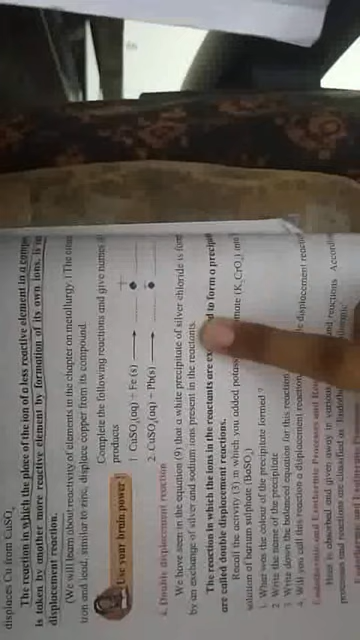 displaces Cu from CuSO
The reaction in which the place of the ion of a less reactive element in a
is taken by another more reactive element by formation of its own ions, is
displacement reaction.
(We will learn about reactivity of elements in the chapter on metallurgy.) The
iron and lead, similar to zinc, displace copper from its compound.
Use your brain power !
Complete the following reactions and give names
products
1. CuSO4(aq) + Fe (s) → ........ + ........
2. CuSO4(aq) + Pb(s) → ........ + ........
4. Double displacement reaction
We have seen in the equation (9) that a white precipitate of silver chloride is
by an exchange of silver and sodium ions present in the reactants.
The reaction in which the ions in the reactants are to form a
are called double displacement reactions.
Recall the activity (3) in which you added (K2CrO4)
solution of barium sulphate (BaSO4)
1. What was the colour of the precipitate formed ?
2. Write the name of the precipitate.
3. Write down the balanced equation for this reaction.
4. Will you call this reaction a displacement reaction displacement
Endothermic and Exothermic Processes and
Heat is absorbed and given away in various and reactions.
processes and reactions are classified as